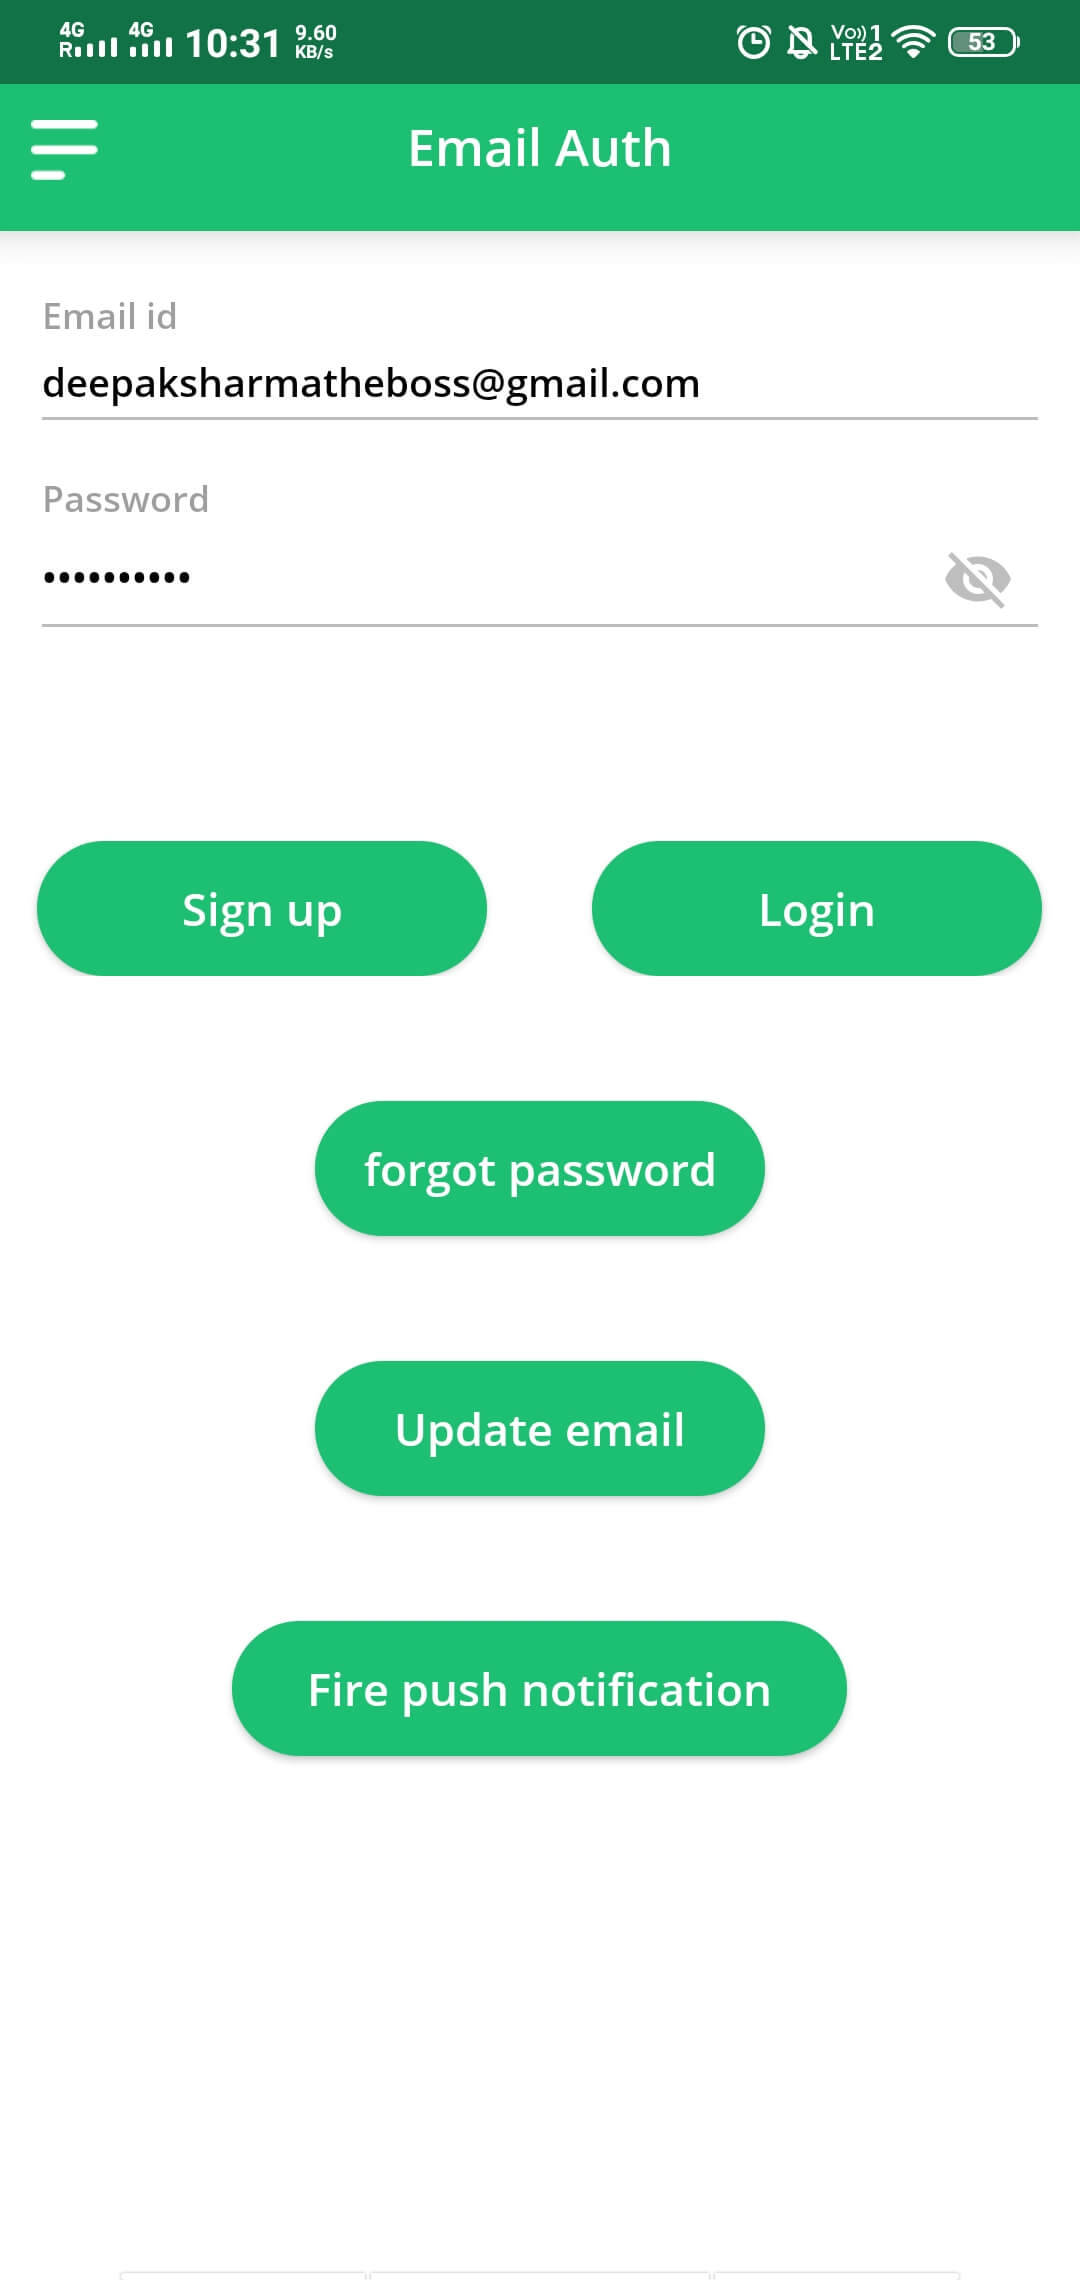 4G 4G 10:31 9.60 KB/s Vo)) 1 LTE2 53
R
Email Auth
Email id
deepaksharmatheboss@gmail.com
Password
••••••••••
Sign up Login
forgot password
Update email
Fire push notification